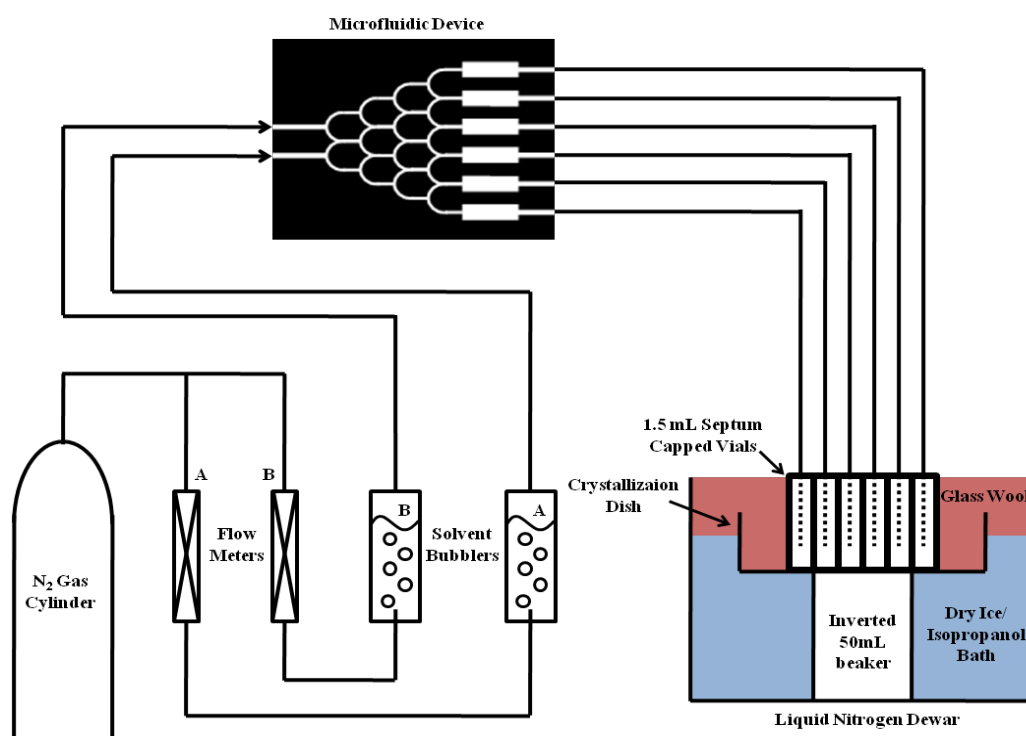 Microfluidic Device
1.5 mL Septum
Capped Vials
Crystallizaion
Dish
Glass Wool
A
B
B
A
Flow
Meters
Solvent
Bubblers
N₂ Gas
Cylinder
Inverted
50mL
beaker
Dry Ice/
Isopropanol
Bath
Liquid Nitrogen Dewar